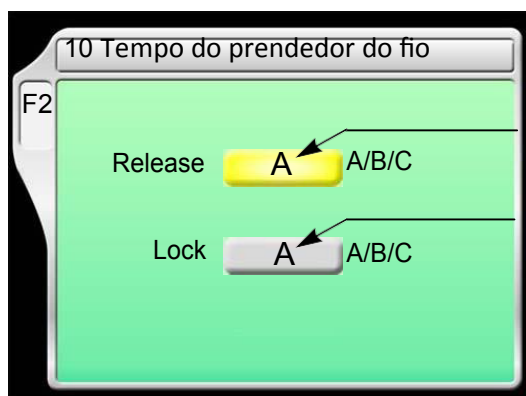 10 Tempo do prendedor do fio
F2
Release A A/B/C
Lock A A/B/C